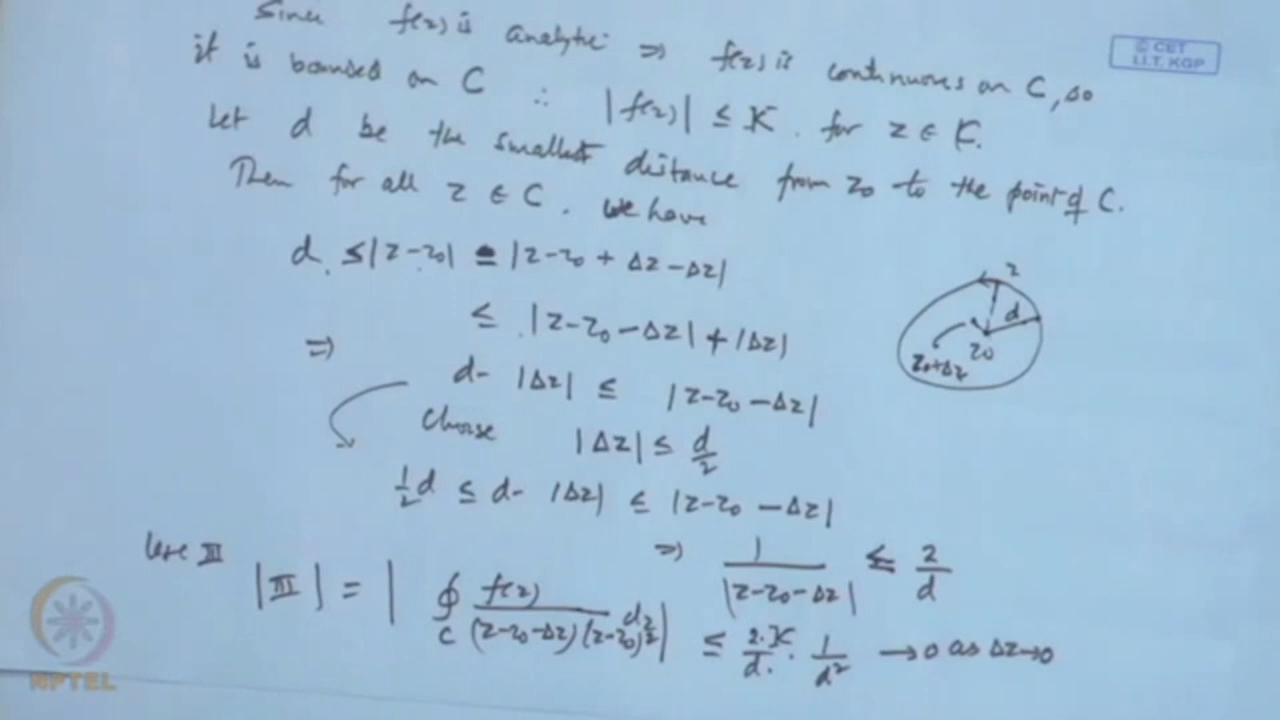 Since f(z) is analytic ⇒ f(z) is continuous on C, so
it is bounded on C ∴ |f(z)| ≤ K. for z ∈ C.
Let d be the smallest distance from z0 to the point of C.
Then for all z ∈ C. we have
d. ≤ |z-z0| = |z-z0 + Δz - Δz|
≤ |z-z0-Δz| + |Δz|
⇒ d- |Δz| ≤ |z-z0 -Δz|
Choose |Δz| ≤ d/2
1/2 d ≤ d- |Δz| ≤ |z-z0 -Δz|
⇒ 1/|z-z0-Δz| ≤ 2/d
III
|III| = | ∮C f(z)/((z-z0-Δz)(z-z0)^2) dz | ≤ 2.K/d. · 1/d^2 → 0 as Δz→0
z
d
z0
z0+Δz
© CET
I.I.T. KGP
NPTEL